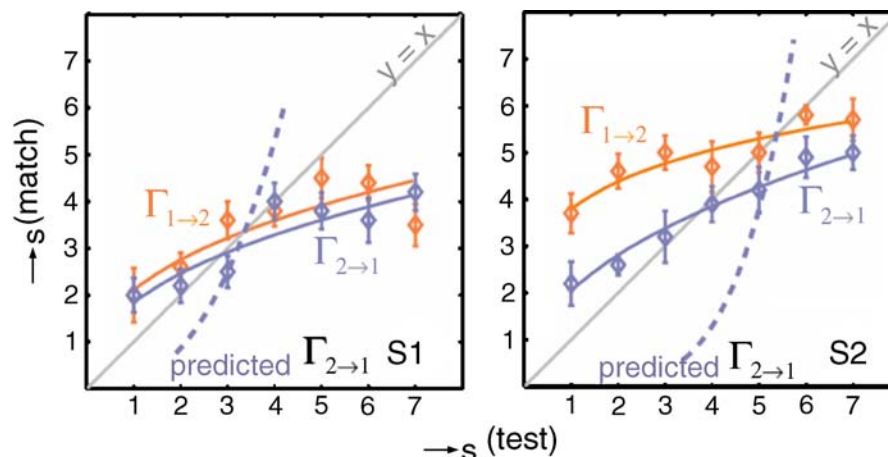 7
6
5
4
3
2
1
→s (match)
y = x
Γ1→2
Γ2→1
predicted Γ2→1 S1
1 2 3 4 5 6 7
7
6
5
4
3
2
1
y = x
Γ1→2
Γ2→1
predicted Γ2→1 S2
1 2 3 4 5 6 7
→s (test)